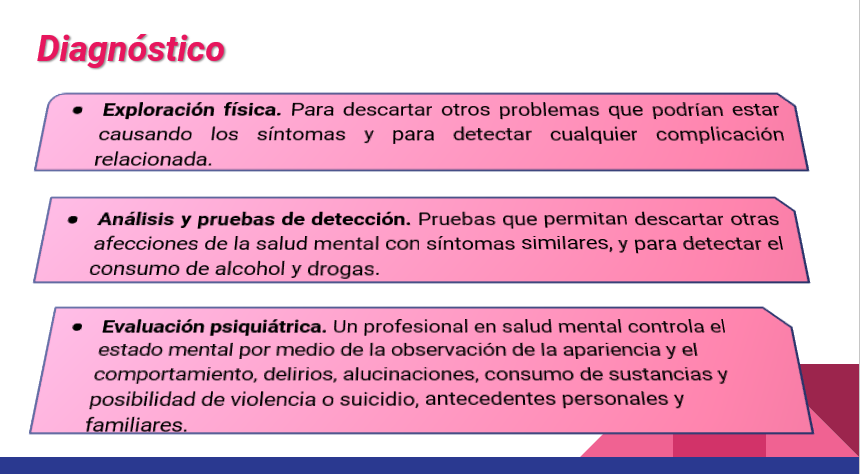 Diagnóstico
• Exploración física. Para descartar otros problemas que podrían estar
causando los síntomas y para detectar cualquier complicación
relacionada.
• Análisis y pruebas de detección. Pruebas que permitan descartar otras
afecciones de la salud mental con síntomas similares, y para detectar el
consumo de alcohol y drogas.
• Evaluación psiquiátrica. Un profesional en salud mental controla el
estado mental por medio de la observación de la apariencia y el
comportamiento, delirios, alucinaciones, consumo de sustancias y
posibilidad de violencia o suicidio, antecedentes personales y
familiares.